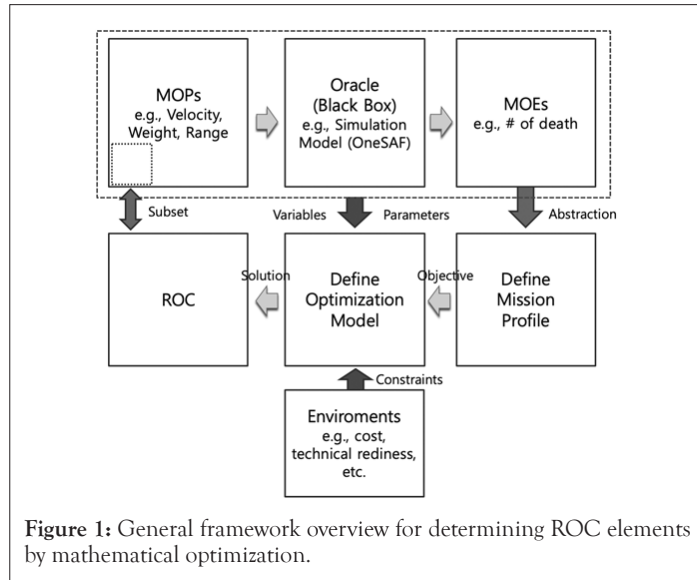 MOPs
e.g., Velocity,
Weight, Range
Oracle
(Black Box)
e.g., Simulation
Model (OneSAF)
MOEs
e.g., # of death
Subset
Variables
Parameters
Abstraction
ROC
Solution
Define
Optimization
Model
Objective
Define
Mission
Profile
Constraints
Enviroments
e.g., cost,
technical rediness,
etc.
Figure 1: General framework overview for determining ROC elements
by mathematical optimization.